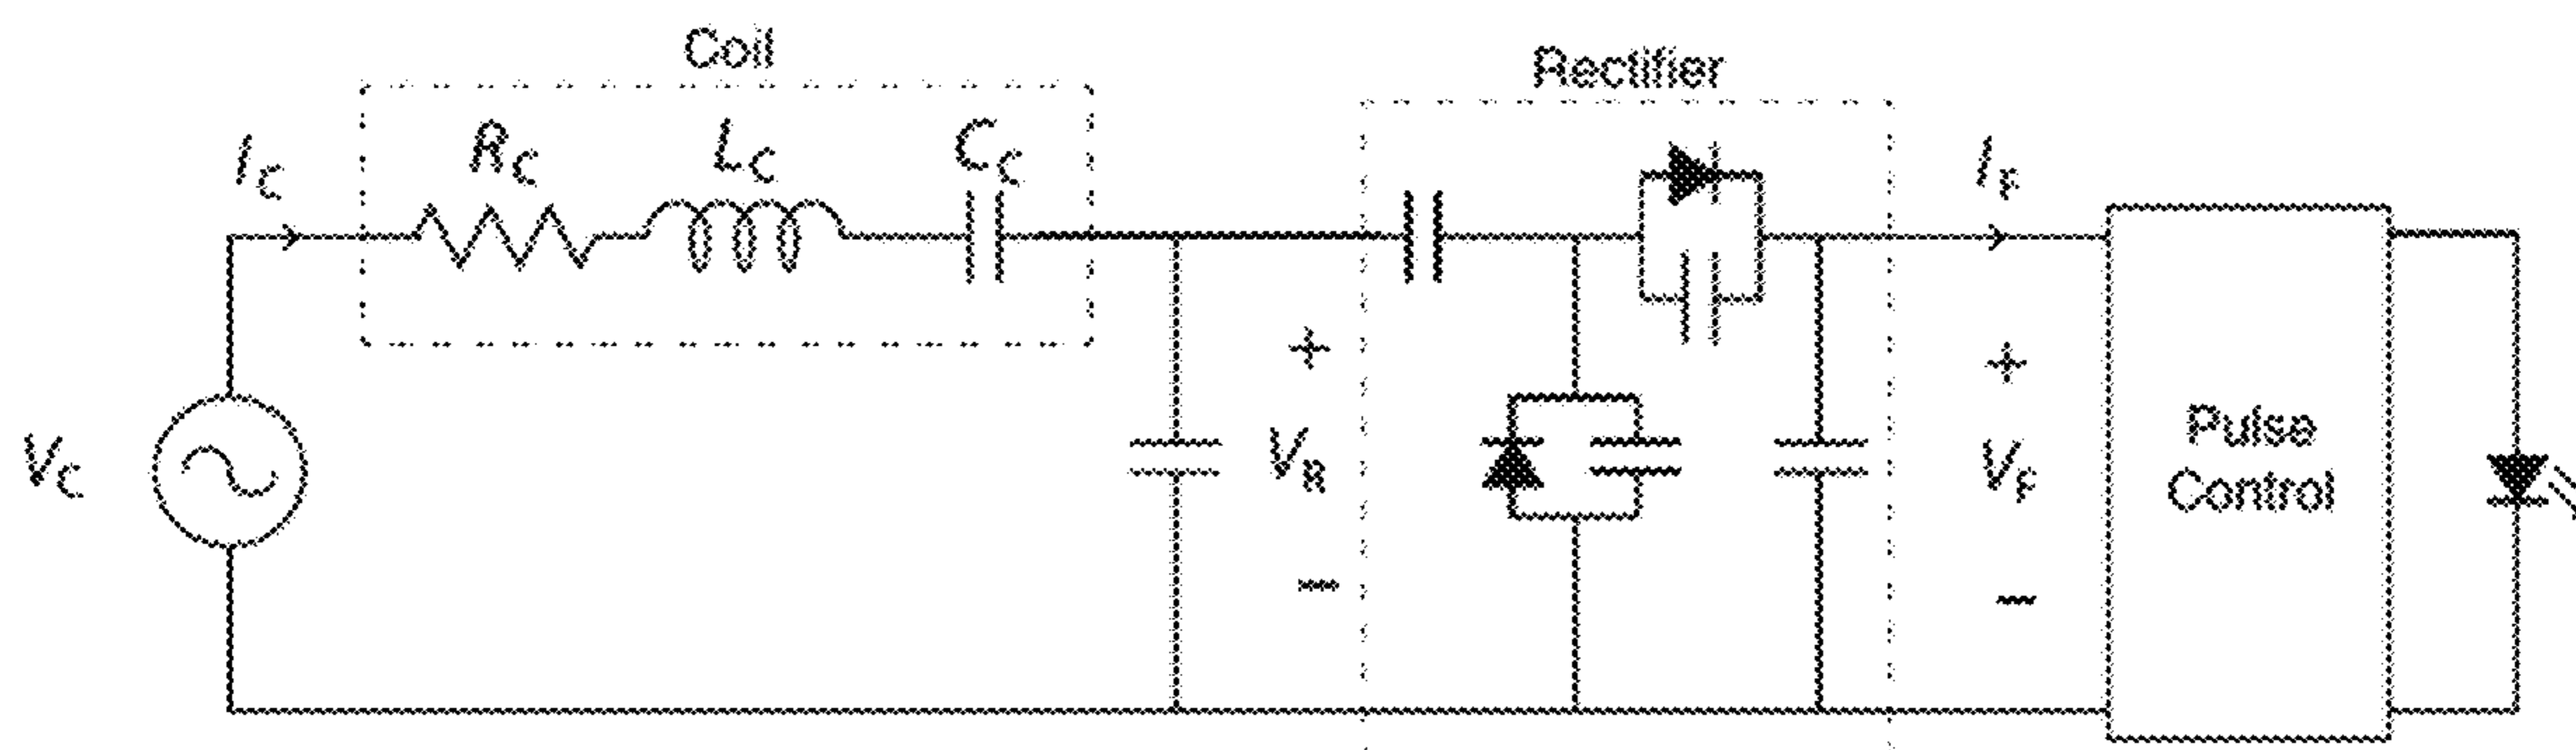 Coil
Rectifier
I_C
R_C
L_C
C_C
I_F
+
+
V_C
V_R
V_F
Pulse
Control
−
−